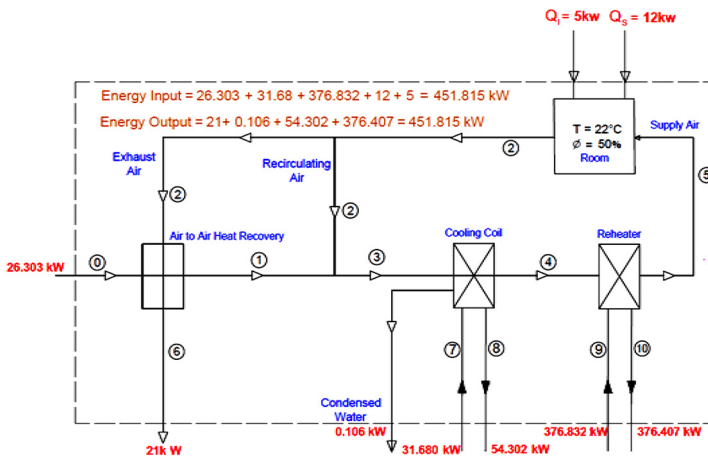 Qı = 5kw Qs = 12kw
Energy Input = 26.303 + 31.68 + 376.832 + 12 + 5 = 451.815 kW
Energy Output = 21+ 0.106 + 54.302 + 376.407 = 451.815 kW
T = 22°C
Ø = 50%
Room
Supply Air
Exhaust
Air
Recirculating
Air
2
5
2
2
Air to Air Heat Recovery
Cooling Coil
Reheater
26.303 kW
0
1
3
4
6
7
8
9
10
Condensed
Water
0.106 kW
21k W
31.680 kW
54.302 kW
376.832 kW
376.407 kW